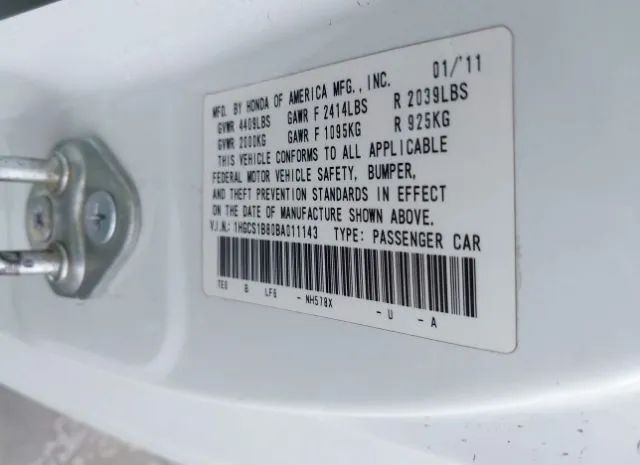 MFG. BY HONDA OF AMERICA MFG., INC. 01/'11
GVWR 4409LBS GAWR F 2414LBS R 2039LBS
GVWR 2000KG GAWR F 1095KG R 925KG
THIS VEHICLE CONFORMS TO ALL APPLICABLE
FEDERAL MOTOR VEHICLE SAFETY, BUMPER,
AND THEFT PREVENTION STANDARDS IN EFFECT
ON THE DATE OF MANUFACTURE SHOWN ABOVE.
V.I.N.: 1HGCS1B80BA011143 TYPE: PASSENGER CAR
TE0 B LF6 - NH578X - U - A